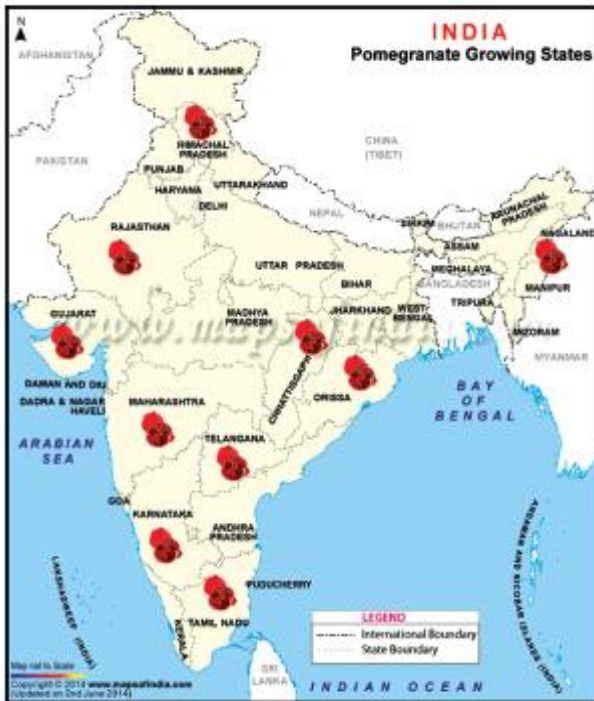 INDIA
Pomegranate Growing States
N
AFGHANISTAN
JAMMU & KASHMIR
CHINA
(TIBET)
HIMACHAL
PRADESH
PAKISTAN
PUNJAB
UTTARAKHAND
HARYANA
DELHI
NEPAL
SIKKIM
BHUTAN
ARUNACHAL
PRADESH
RAJASTHAN
ASSAM
NAGALAND
UTTAR PRADESH
MEGHALAYA
BIHAR
BANGLADESH
MANIPUR
GUJARAT
MADHYA
PRADESH
JHARKHAND
WEST-
BENGAL
TRIPURA
MIZORAM
MYANMAR
CHHATTISGARH
DAMAN AND DIU
DADRA & NAGAR
HAVELI
MAHARASHTRA
ORISSA
BAY
OF
BENGAL
ARABIAN
SEA
TELANGANA
GOA
KARNATAKA
ANDHRA
PRADESH
ANDAMAN AND NICOBAR ISLANDS (INDIA)
LAKSHADWEEP (INDIA)
PUDUCHERRY
TAMIL NADU
KERALA
LEGEND
International Boundary
State Boundary
SRI
LANKA
INDIAN OCEAN
Map not to Scale
Copyright © 2014 www.mapsofindia.com
(Updated on 2nd June 2014)